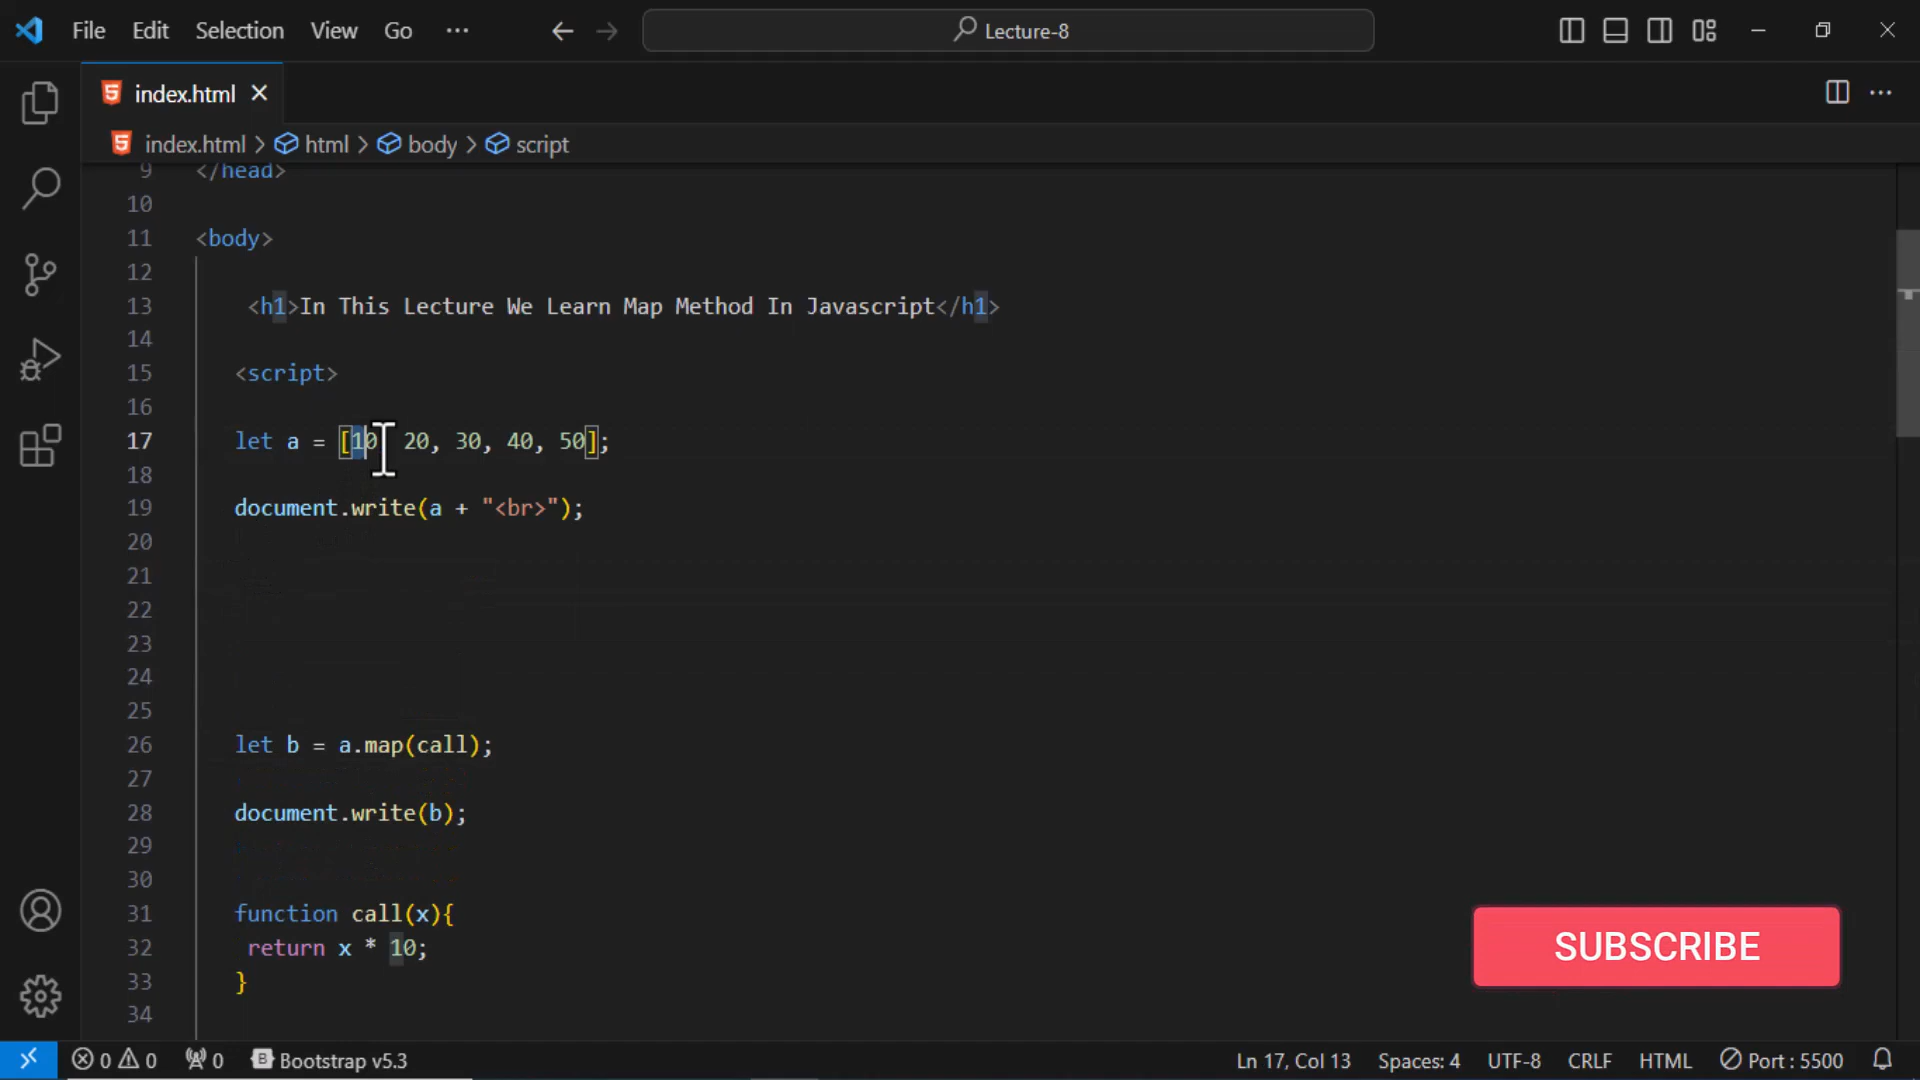 File Edit Selection View Go ··· Lecture-8
index.html
index.html > html > body > script
9 </head>
10
11 <body>
12
13 <h1>In This Lecture We Learn Map Method In Javascript</h1>
14
15 <script>
16
17 let a = [10 20, 30, 40, 50];
18
19 document.write(a + "<br>");
20
21
22
23
24
25
26 let b = a.map(call);
27
28 document.write(b);
29
30
31 function call(x){
32 return x * 10;
33 }
34
SUBSCRIBE
0 0 0 Bootstrap v5.3 Ln 17, Col 13 Spaces: 4 UTF-8 CRLF HTML Port : 5500